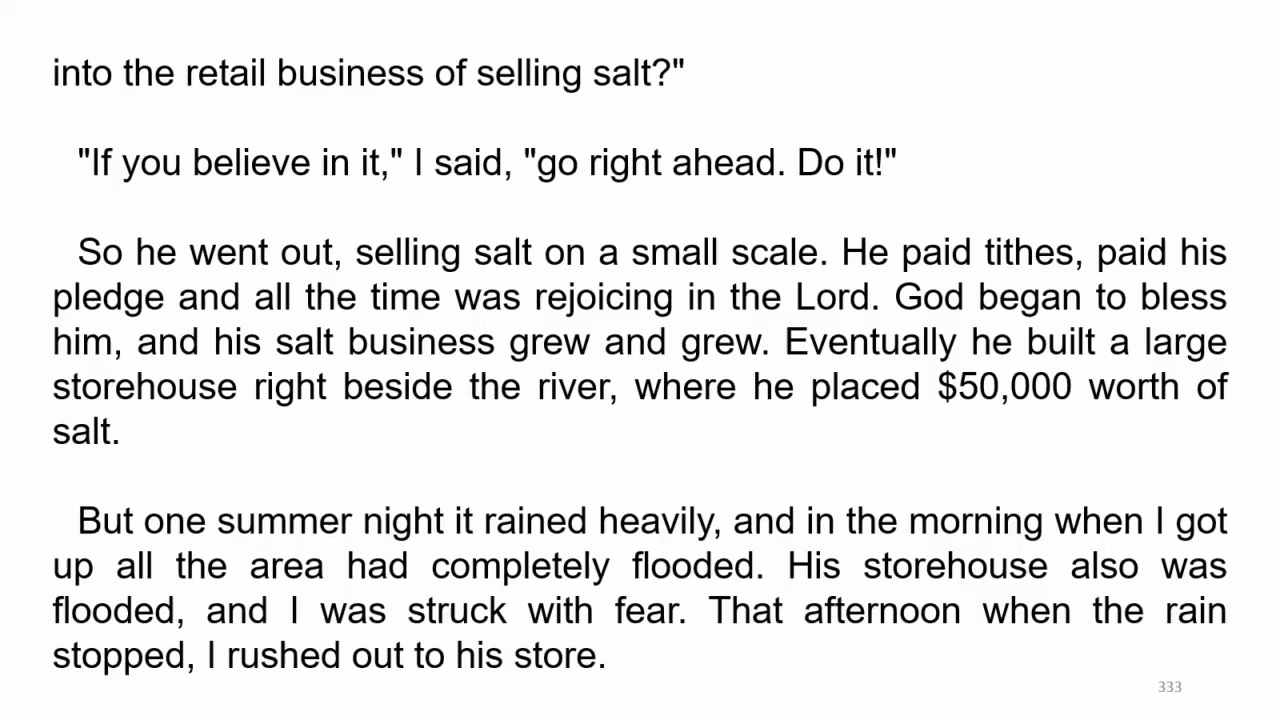 into the retail business of selling salt?"
"If you believe in it," I said, "go right ahead. Do it!"
So he went out, selling salt on a small scale. He paid tithes, paid his
pledge and all the time was rejoicing in the Lord. God began to bless
him, and his salt business grew and grew. Eventually he built a large
storehouse right beside the river, where he placed $50,000 worth of
salt.
But one summer night it rained heavily, and in the morning when I got
up all the area had completely flooded. His storehouse also was
flooded, and I was struck with fear. That afternoon when the rain
stopped, I rushed out to his store.
333